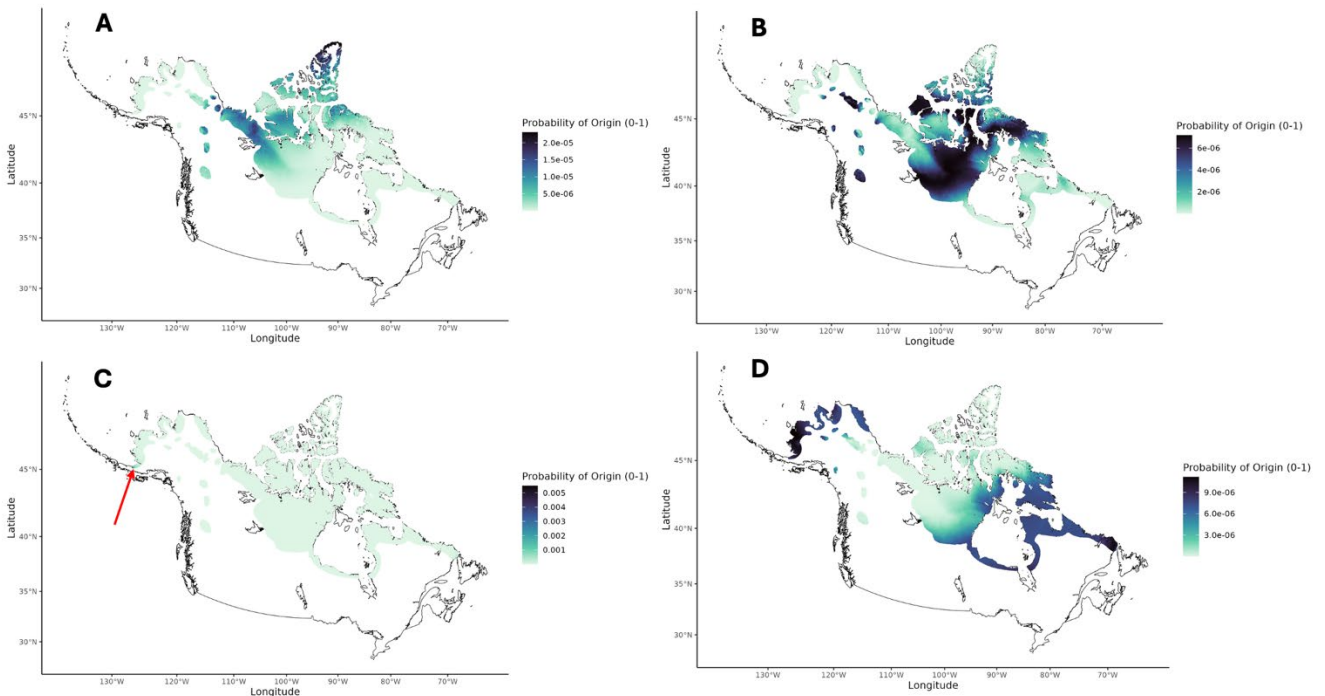 A
Latitude
45°N
40°N
35°N
30°N
130°W 120°W 110°W 100°W 90°W 80°W 70°W
Longitude
Probability of Origin (0-1)
2.0e-05
1.5e-05
1.0e-05
5.0e-06
B
Latitude
45°N
40°N
35°N
30°N
130°W 120°W 110°W 100°W 90°W 80°W 70°W
Longitude
Probability of Origin (0-1)
6e-06
4e-06
2e-06
C
Latitude
45°N
40°N
35°N
30°N
130°W 120°W 110°W 100°W 90°W 80°W 70°W
Longitude
Probability of Origin (0-1)
0.005
0.004
0.003
0.002
0.001
D
Latitude
45°N
40°N
35°N
30°N
130°W 120°W 110°W 100°W 90°W 80°W 70°W
Longitude
Probability of Origin (0-1)
9.0e-06
6.0e-06
3.0e-06